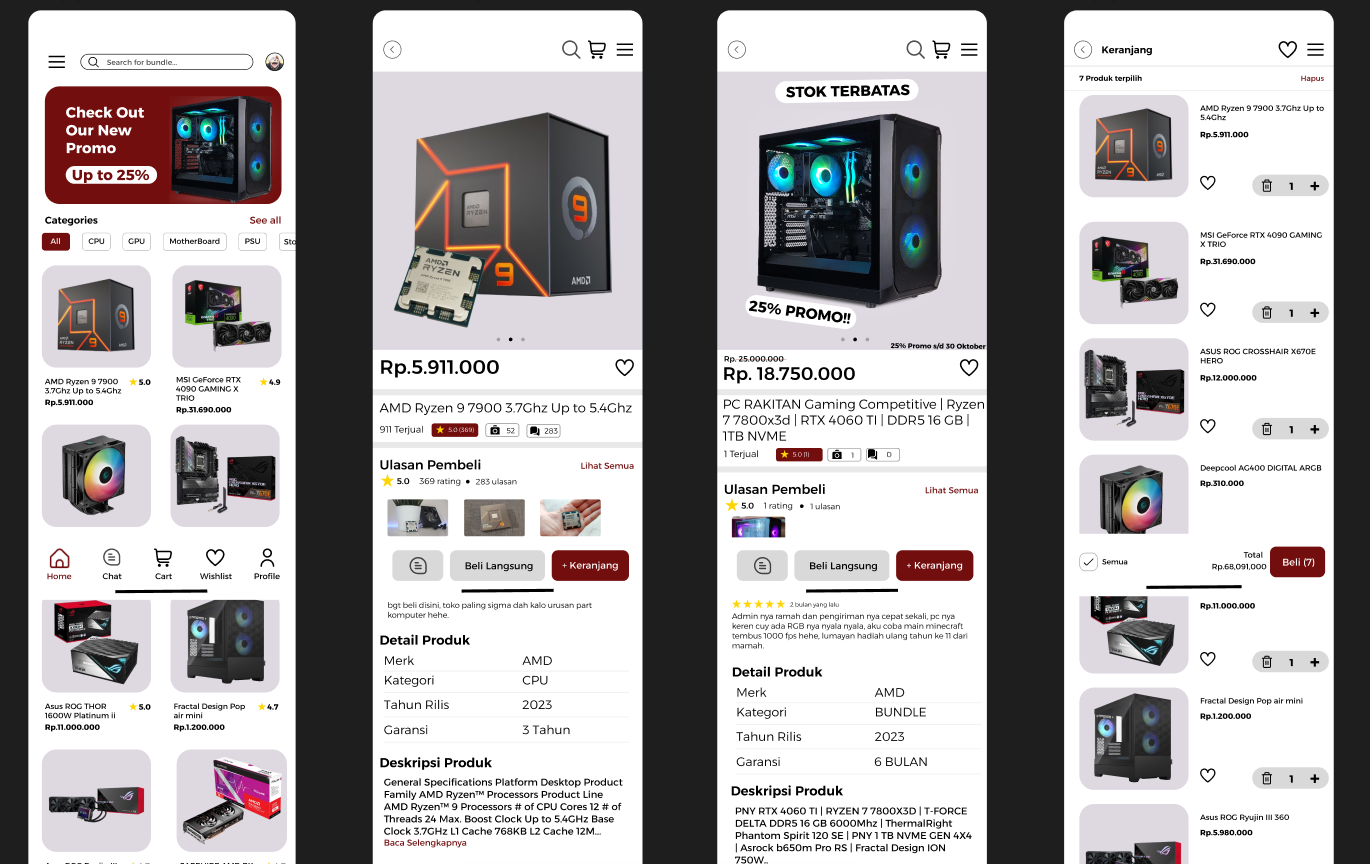 Search for bundle...
Check Out
Our New
Promo
Up to 25%
Categories
See all
All
CPU
GPU
MotherBoard
PSU
Sto
AMD Ryzen 9 7900
3.7Ghz Up to 5.4Ghz
5.0
Rp.5.911.000
MSI GeForce RTX
4090 GAMING X
TRIO
4.9
Rp.31.690.000
Home
Chat
Cart
Wishlist
Profile
Asus ROG THOR
1600W Platinum ii
5.0
Rp.11.000.000
Fractal Design Pop
air mini
4.7
Rp.1.200.000
AMD
RYZEN
9
AMD
RYZEN
9
AMD
Rp.5.911.000
AMD Ryzen 9 7900 3.7Ghz Up to 5.4Ghz
911 Terjual
5.0 (369)
52
283
Ulasan Pembeli
Lihat Semua
5.0
369 rating
283 ulasan
Beli Langsung
+ Keranjang
bgt beli disini, toko paling sigma dah kalo urusan part
komputer hehe.
Detail Produk
Merk
AMD
Kategori
CPU
Tahun Rilis
2023
Garansi
3 Tahun
Deskripsi Produk
General Specifications Platform Desktop Product
Family AMD Ryzen™ Processors Product Line
AMD Ryzen™ 9 Processors # of CPU Cores 12 # of
Threads 24 Max. Boost Clock Up to 5.4GHz Base
Clock 3.7GHz L1 Cache 768KB L2 Cache 12M...
Baca Selengkapnya
STOK TERBATAS
25% PROMO!!
25% Promo s/d 30 Oktober
Rp. 25.000.000
Rp. 18.750.000
PC RAKITAN Gaming Competitive | Ryzen
7 7800x3d | RTX 4060 TI | DDR5 16 GB |
1TB NVME
1 Terjual
5.0 (1)
1
0
Ulasan Pembeli
Lihat Semua
5.0
1 rating
1 ulasan
Beli Langsung
+ Keranjang
2 bulan yang lalu
Admin nya ramah dan pengiriman nya cepat sekali, pc nya
keren cuy ada RGB nya nyala nyala, aku coba main minecraft
tembus 1000 fps hehe, lumayan hadiah ulang tahun ke 11 dari
mamah.
Detail Produk
Merk
AMD
Kategori
BUNDLE
Tahun Rilis
2023
Garansi
6 BULAN
Deskripsi Produk
PNY RTX 4060 TI | RYZEN 7 7800X3D | T-FORCE
DELTA DDR5 16 GB 6000Mhz | ThermalRight
Phantom Spirit 120 SE | PNY 1 TB NVME GEN 4X4
| Asrock b650m Pro RS | Fractal Design ION
750W..
Keranjang
7 Produk terpilih
Hapus
AMD Ryzen 9 7900 3.7Ghz Up to
5.4Ghz
Rp.5.911.000
1
MSI GeForce RTX 4090 GAMING
X TRIO
Rp.31.690.000
1
ASUS ROG CROSSHAIR X670E
HERO
Rp.12.000.000
1
Deepcool AG400 DIGITAL ARGB
Rp.310.000
Semua
Total
Rp.68,091,000
Beli (7)
Rp.11.000.000
1
Fractal Design Pop air mini
Rp.1.200.000
1
Asus ROG Ryujin III 360
Rp.5.980.000